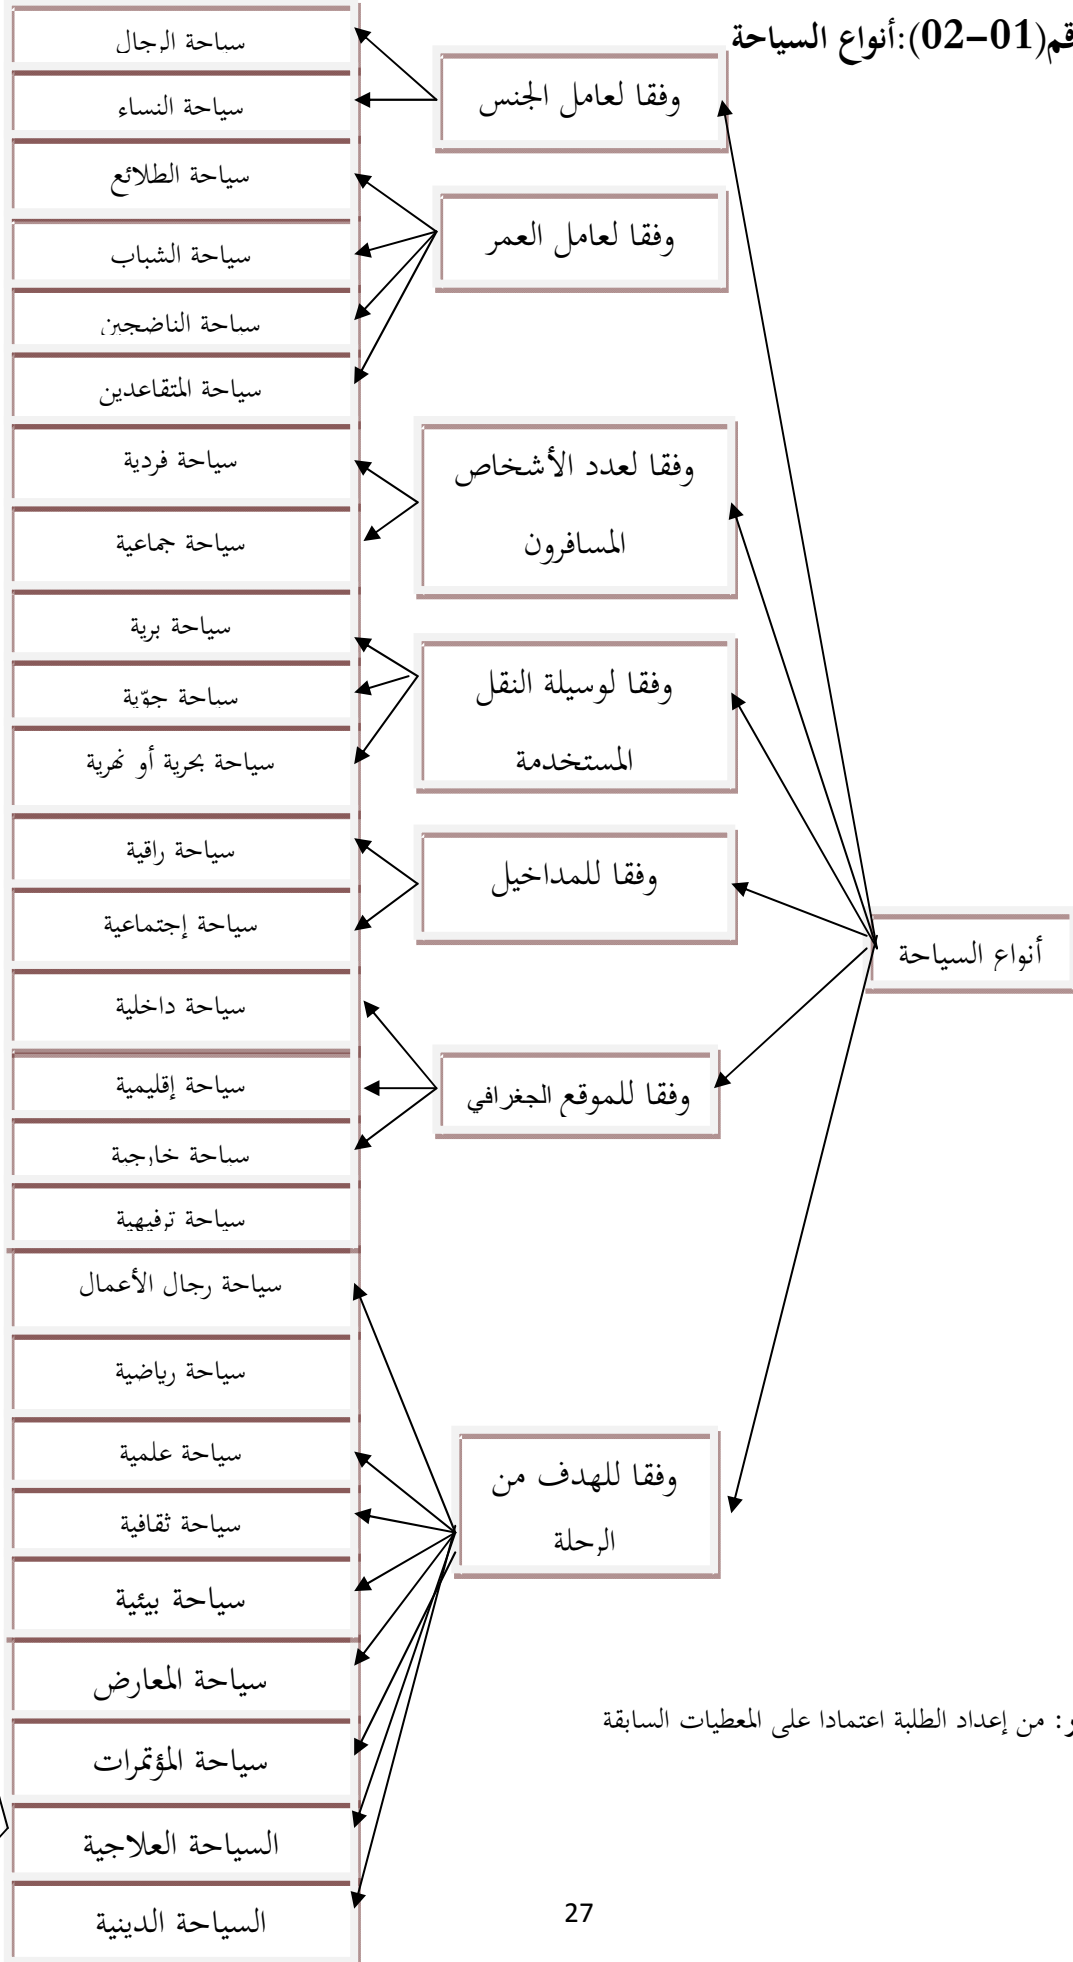 قم(01-02):أنواع السياحة
أنواع السياحة
وفقا لعامل الجنس
سياحة الرجال
سياحة النساء
وفقا لعامل العمر
سياحة الطلائع
سياحة الشباب
سياحة الناضجين
سياحة المتقاعدين
وفقا لعدد الأشخاص
المسافرون
سياحة فردية
سياحة جماعية
وفقا لوسيلة النقل
المستخدمة
سياحة برية
سياحة جوّية
سياحة بحرية أو نهرية
وفقا للمداخيل
سياحة راقية
سياحة إجتماعية
وفقا للموقع الجغرافي
سياحة داخلية
سياحة إقليمية
سياحة خارجية
وفقا للهدف من
الرحلة
سياحة ترفيهية
سياحة رجال الأعمال
سياحة رياضية
سياحة علمية
سياحة ثقافية
سياحة بيئية
سياحة المعارض
سياحة المؤتمرات
السياحة العلاجية
السياحة الدينية
ر: من إعداد الطلبة اعتمادا على المعطيات السابقة
27